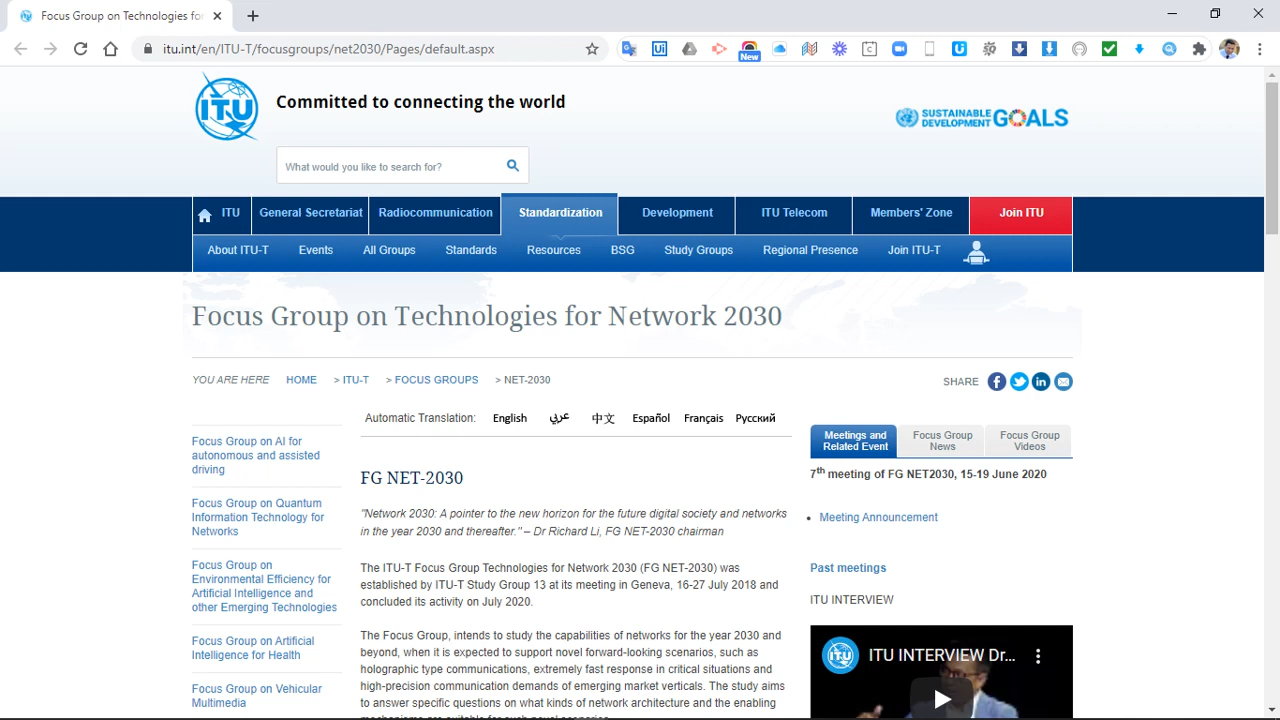 Focus Group on Technologies for
itu.int/en/ITU-T/focusgroups/net2030/Pages/default.aspx
New
ITU
Committed to connecting the world
SUSTAINABLE DEVELOPMENT GOALS
What would you like to search for?
ITU General Secretariat Radiocommunication Standardization Development ITU Telecom Members' Zone Join ITU
About ITU-T Events All Groups Standards Resources BSG Study Groups Regional Presence Join ITU-T
Focus Group on Technologies for Network 2030
YOU ARE HERE HOME > ITU-T > FOCUS GROUPS > NET-2030
SHARE
Automatic Translation: English عربي 中文 Español Français Русский
Focus Group on AI for
autonomous and assisted
driving
Focus Group on Quantum
Information Technology for
Networks
Focus Group on
Environmental Efficiency for
Artificial Intelligence and
other Emerging Technologies
Focus Group on Artificial
Intelligence for Health
Focus Group on Vehicular
Multimedia
FG NET-2030
"Network 2030: A pointer to the new horizon for the future digital society and networks
in the year 2030 and thereafter." – Dr Richard Li, FG NET-2030 chairman
The ITU-T Focus Group Technologies for Network 2030 (FG NET-2030) was
established by ITU-T Study Group 13 at its meeting in Geneva, 16-27 July 2018 and
concluded its activity on July 2020.
The Focus Group, intends to study the capabilities of networks for the year 2030 and
beyond, when it is expected to support novel forward-looking scenarios, such as
holographic type communications, extremely fast response in critical situations and
high-precision communication demands of emerging market verticals. The study aims
to answer specific questions on what kinds of network architecture and the enabling
mechanisms are suitable for such novel scenarios.
Meetings and Related Event
Focus Group News
Focus Group Videos
7th meeting of FG NET2030, 15-19 June 2020
Meeting Announcement
Past meetings
ITU INTERVIEW
ITU INTERVIEW Dr...